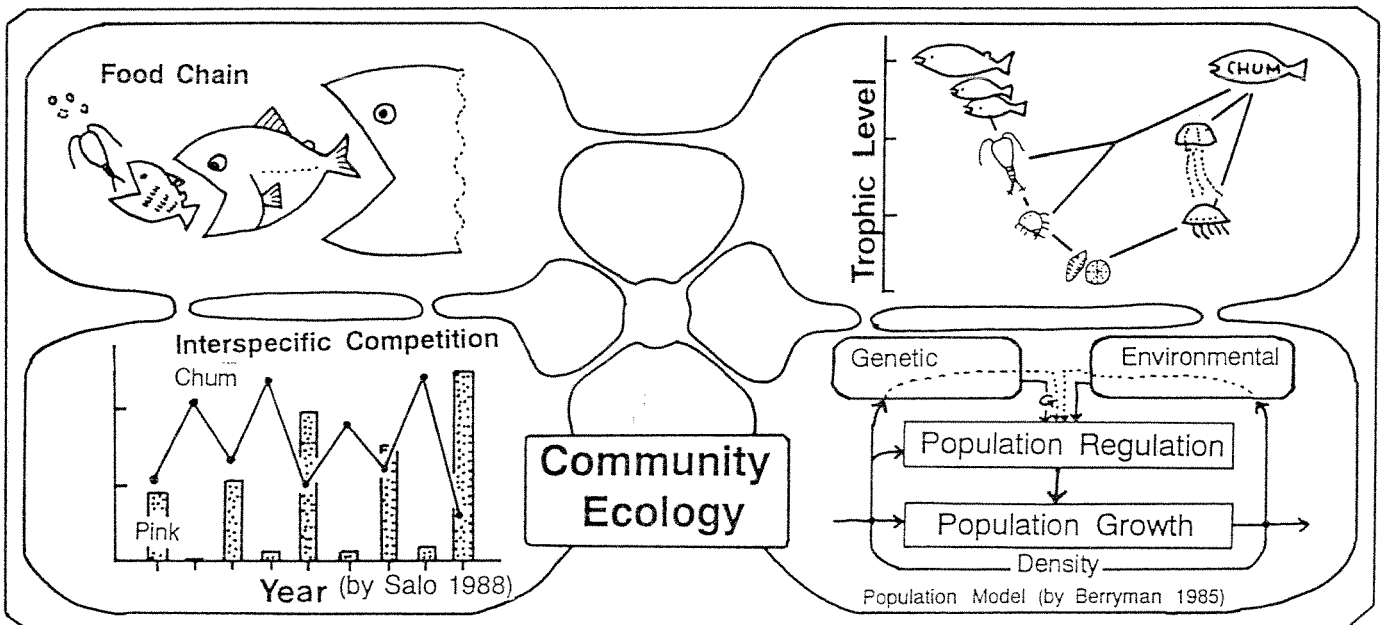 Food Chain
Trophic Level
CHUM
Interspecific Competition
Chum
Pink
Year (by Salo 1988)
Community
Ecology
Genetic
Environmental
Population Regulation
Population Growth
Density
Population Model (by Berryman 1985)